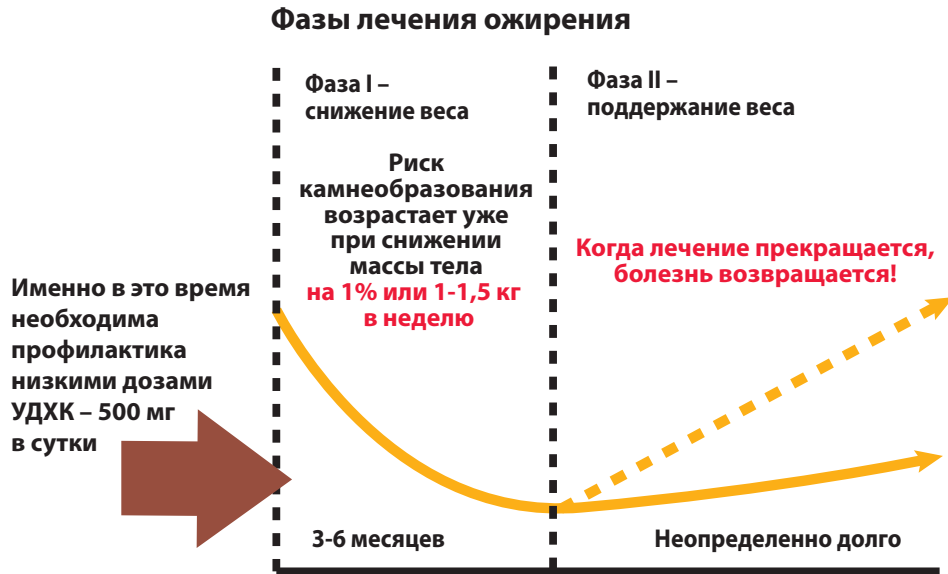 Фазы лечения ожирения
Фаза I –
снижение веса
Фаза II –
поддержание веса
Риск
камнеобразования
возрастает уже
при снижении
массы тела
на 1% или 1-1,5 кг
в неделю
Когда лечение прекращается,
болезнь возвращается!
Именно в это время
необходима
профилактика
низкими дозами
УДХК – 500 мг
в сутки
3-6 месяцев
Неопределенно долго